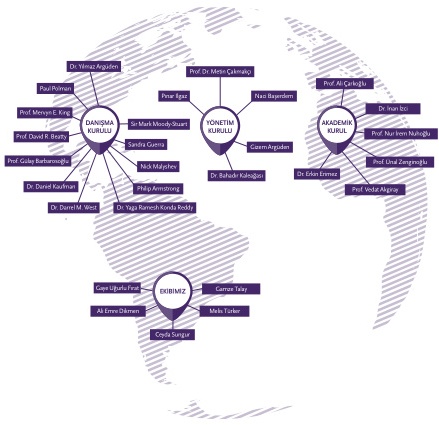 Dr. Yılmaz Argüden
Paul Polman
Prof. Mervyn E. King
Prof. David R. Beatty
Prof. Gülay Barbarosoğlu
Dr. Daniel Kaufman
Dr. Darrel M. West
DANIŞMA
KURULU
Sir Mark Moody-Stuart
Sandra Guerra
Nick Malyshev
Philip Armstrong
Dr. Yaga Ramesh Konda Reddy
Prof. Dr. Metin Çakmakçı
Pınar Ilgaz
Naci Başerdem
YÖNETİM
KURULU
Gizem Argüden
Dr. Bahadır Kaleağası
Prof. Ali Çarkoğlu
Dr. İnan İzci
AKADEMİK
KURUL
Prof. Nur İrem Nuhoğlu
Prof. Ünal Zenginoğlu
Dr. Erkin Erimez
Prof. Vedat Akgiray
Gaye Uğurlu Fırat
Gamze Talay
EKİBİMİZ
Ali Emre Dikmen
Melis Türker
Ceyda Sungur